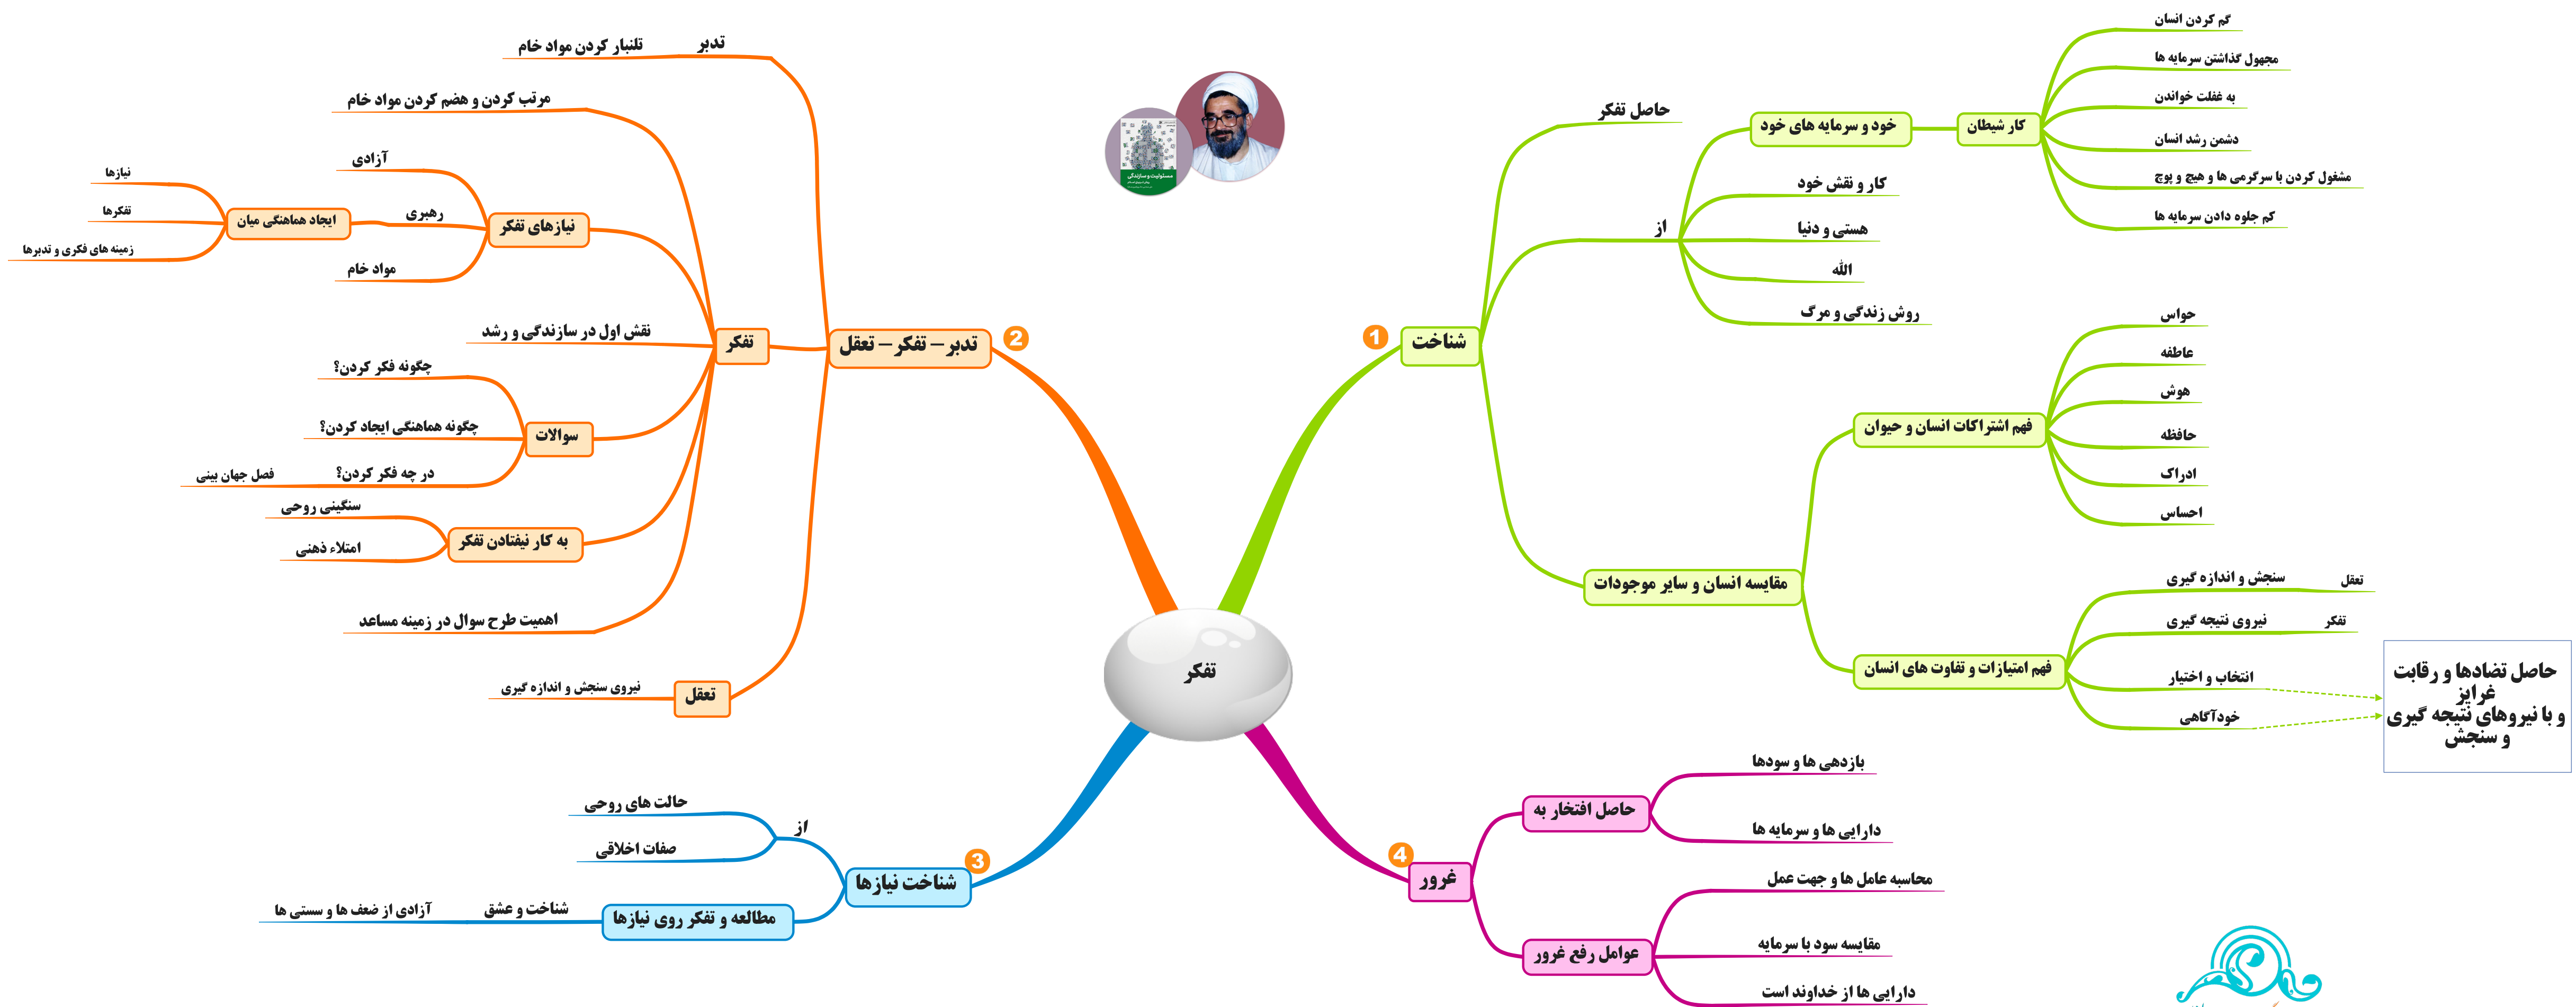 تفکر
1
شناخت
حاصل تفکر
از
خود و سرمایه های خود
کار شیطان
گم کردن انسان
مجهول گذاشتن سرمایه ها
به غفلت خواندن
دشمن رشد انسان
مشغول کردن با سرگرمی ها و هیچ و پوچ
کم جلوه دادن سرمایه ها
کار و نقش خود
هستی و دنیا
الله
روش زندگی و مرگ
مقایسه انسان و سایر موجودات
فهم اشتراکات انسان و حیوان
حواس
عاطفه
هوش
حافظه
ادراک
احساس
فهم امتیازات و تفاوت های انسان
سنجش و اندازه گیری
تعقل
نیروی نتیجه گیری
تفکر
انتخاب و اختیار
خودآگاهی
حاصل تضادها و رقابت
غرایز
و با نیروهای نتیجه گیری
و سنجش
2
تدبر – تفکر – تعقل
تدبر
تلنبار کردن مواد خام
تفکر
مرتب کردن و هضم کردن مواد خام
نیازهای تفکر
آزادی
رهبری
ایجاد هماهنگی میان
نیازها
تفکرها
زمینه های فکری و تدبرها
مواد خام
نقش اول در سازندگی و رشد
سوالات
چگونه فکر کردن؟
چگونه هماهنگی ایجاد کردن؟
در چه فکر کردن؟
فصل جهان بینی
به کار نیفتادن تفکر
سنگینی روحی
امتلاء ذهنی
اهمیت طرح سوال در زمینه مساعد
تعقل
نیروی سنجش و اندازه گیری
3
شناخت نیازها
از
حالت های روحی
صفات اخلاقی
مطالعه و تفکر روی نیازها
شناخت و عشق
آزادی از ضعف ها و سستی ها
4
غرور
حاصل افتخار به
بازدهی ها و سودها
دارایی ها و سرمایه ها
عوامل رفع غرور
محاسبه عامل ها و جهت عمل
مقایسه سود با سرمایه
دارایی ها از خداوند است
مسئولیت و سازندگی